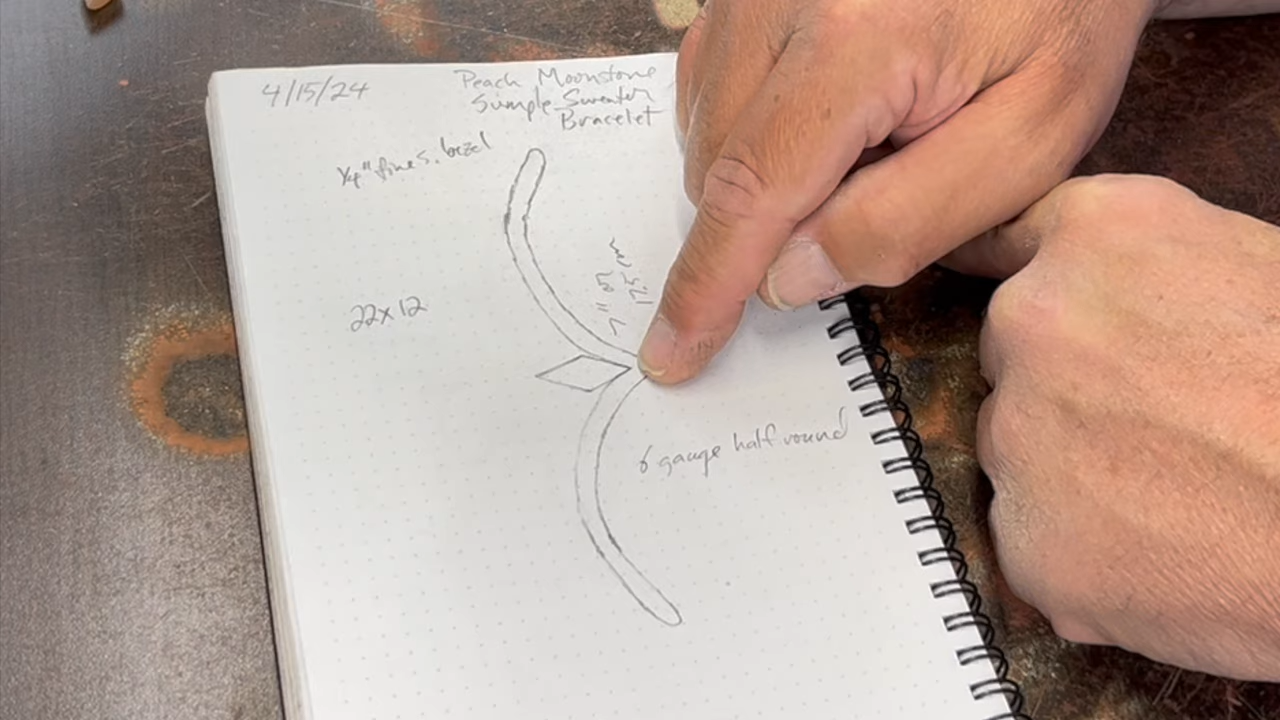 4/15/24
Peach Moonstone
Simple Sweater
Bracelet
1/4" fine s. bezel
22x12
6 gauge half round